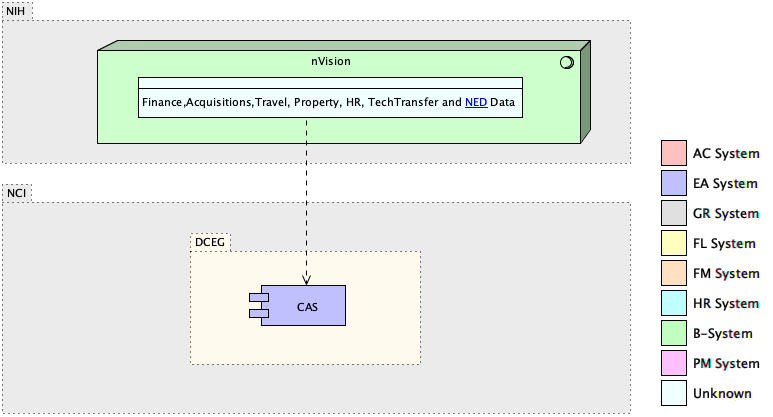 NIH
nVision
Finance,Acquisitions,Travel, Property, HR, TechTransfer and NED Data
NCI
DCEG
CAS
AC System
EA System
GR System
FL System
FM System
HR System
B-System
PM System
Unknown